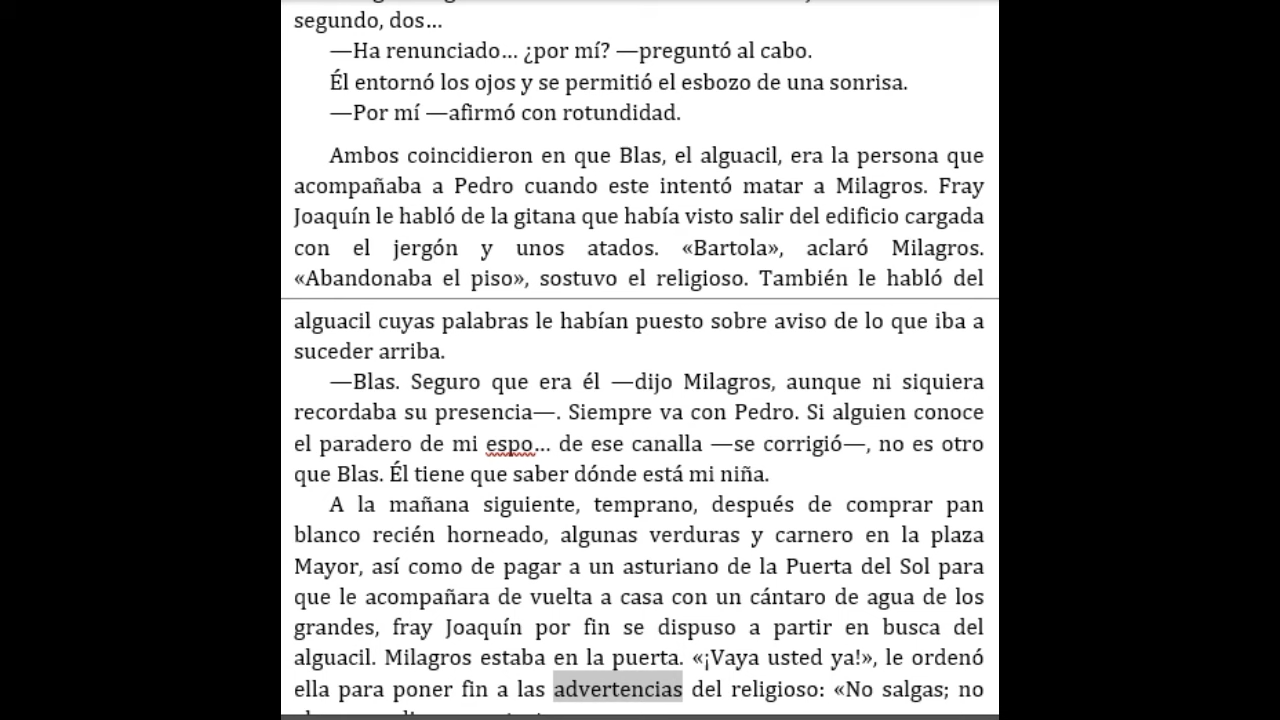 segundo, dos…
—Ha renunciado… ¿por mí? —preguntó al cabo.
Él entornó los ojos y se permitió el esbozo de una sonrisa.
—Por mí —afirmó con rotundidad.
Ambos coincidieron en que Blas, el alguacil, era la persona que
acompañaba a Pedro cuando este intentó matar a Milagros. Fray
Joaquín le habló de la gitana que había visto salir del edificio cargada
con el jergón y unos atados. «Bartola», aclaró Milagros.
«Abandonaba el piso», sostuvo el religioso. También le habló del
alguacil cuyas palabras le habían puesto sobre aviso de lo que iba a
suceder arriba.
—Blas. Seguro que era él —dijo Milagros, aunque ni siquiera
recordaba su presencia—. Siempre va con Pedro. Si alguien conoce
el paradero de mi espo… de ese canalla —se corrigió—, no es otro
que Blas. Él tiene que saber dónde está mi niña.
A la mañana siguiente, temprano, después de comprar pan
blanco recién horneado, algunas verduras y carnero en la plaza
Mayor, así como de pagar a un asturiano de la Puerta del Sol para
que le acompañara de vuelta a casa con un cántaro de agua de los
grandes, fray Joaquín por fin se dispuso a partir en busca del
alguacil. Milagros estaba en la puerta. «¡Vaya usted ya!», le ordenó
ella para poner fin a las advertencias del religioso: «No salgas; no